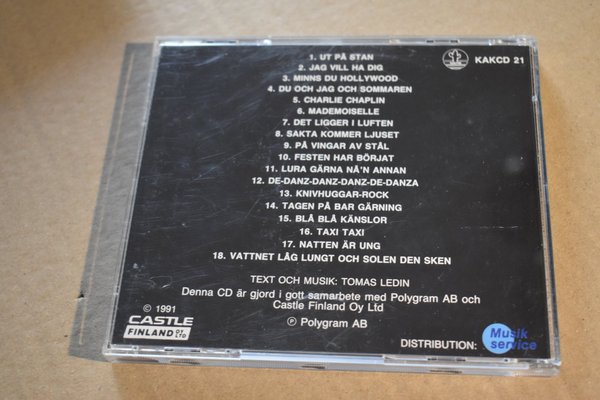 1. UT PÅ STAN
2. JAG VILL HA DIG
3. MINNS DU HOLLYWOOD
4. DU OCH JAG OCH SOMMAREN
5. CHARLIE CHAPLIN
6. MADEMOISELLE
7. DET LIGGER I LUFTEN
8. SAKTA KOMMER LJUSET
9. PÅ VINGAR AV STÅL
10. FESTEN HAR BÖRJAT
11. LURA GÄRNA NÅ'N ANNAN
12. DE-DANZ-DANZ-DANZ-DE-DANZA
13. KNIVHUGGAR-ROCK
14. TAGEN PÅ BAR GÄRNING
15. BLÅ BLÅ KÄNSLOR
16. TAXI TAXI
17. NATTEN ÄR UNG
18. VATTNET LÅG LUNGT OCH SOLEN DEN SKEN
KAKCD 21
TEXT OCH MUSIK: TOMAS LEDIN
Denna CD är gjord i gott samarbete med Polygram AB och
Castle Finland Oy Ltd
Ⓟ Polygram AB
© 1991
CASTLE
FINLAND OY LTD
DISTRIBUTION:
Musik
service